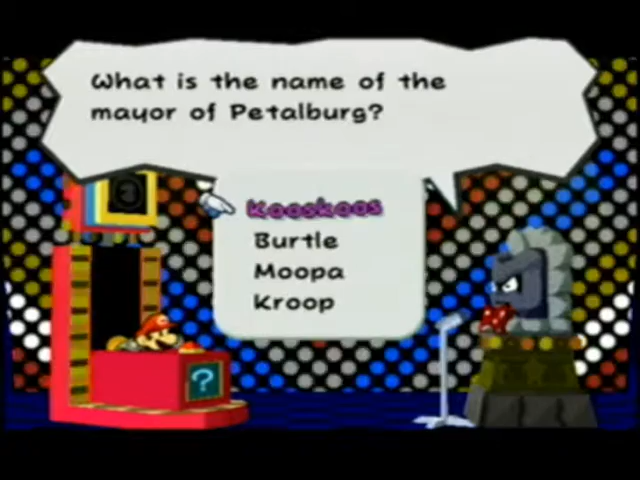 What is the name of the
mayor of Petalburg?
Kooskoos
Burtle
Moopa
Kroop
?